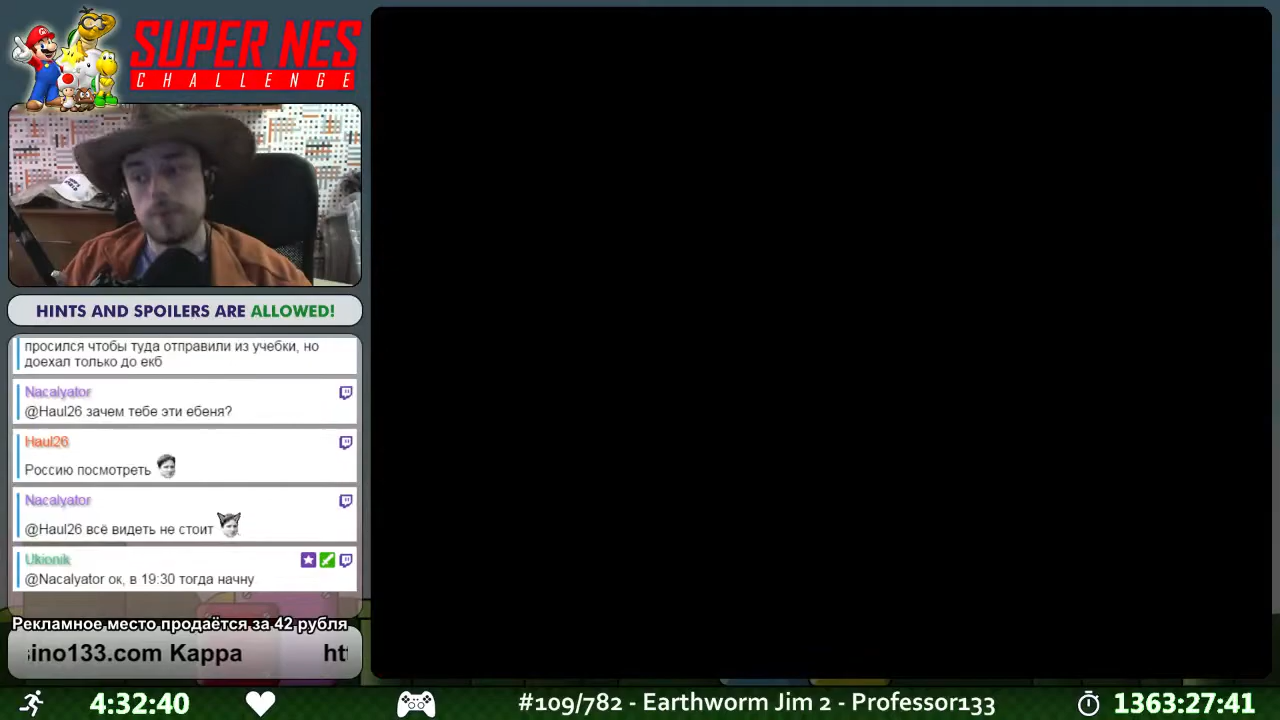 SUPER NES
CHALLENGE
HINTS AND SPOILERS ARE ALLOWED!
просился чтобы туда отправили из учебки, но
доехал только до екб
Nacalyator
@Haul26 зачем тебе эти ебеня?
Haul26
Россию посмотреть
Nacalyator
@Haul26 всё видеть не стоит
Ukionik
@Nacalyator ок, в 19:30 тогда начну
Рекламное место продаётся за 42 рубля
sino133.com Kappa
4:32:40
#109/782 - Earthworm Jim 2 - Professor133
1363:27:41